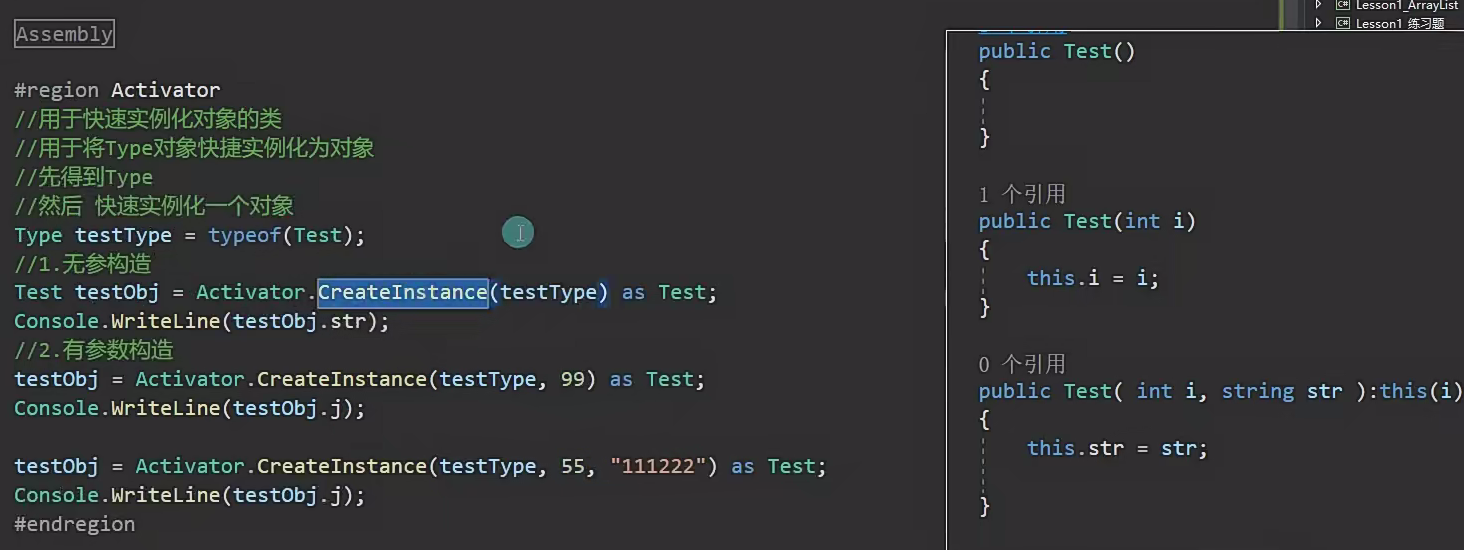 Assembly
#region Activator
//用于快速实例化对象的类
//用于将Type对象快捷实例化为对象
//先得到Type
//然后 快速实例化一个对象
Type testType = typeof(Test);
//1.无参构造
Test testObj = Activator.CreateInstance(testType) as Test;
Console.WriteLine(testObj.str);
//2.有参数构造
testObj = Activator.CreateInstance(testType, 99) as Test;
Console.WriteLine(testObj.j);
testObj = Activator.CreateInstance(testType, 55, "111222") as Test;
Console.WriteLine(testObj.j);
#endregion
C# Lesson1_ArrayList
C# Lesson1 练习题
public Test()
{
}
1 个引用
public Test(int i)
{
this.i = i;
}
0 个引用
public Test( int i, string str ):this(i)
{
this.str = str;
}